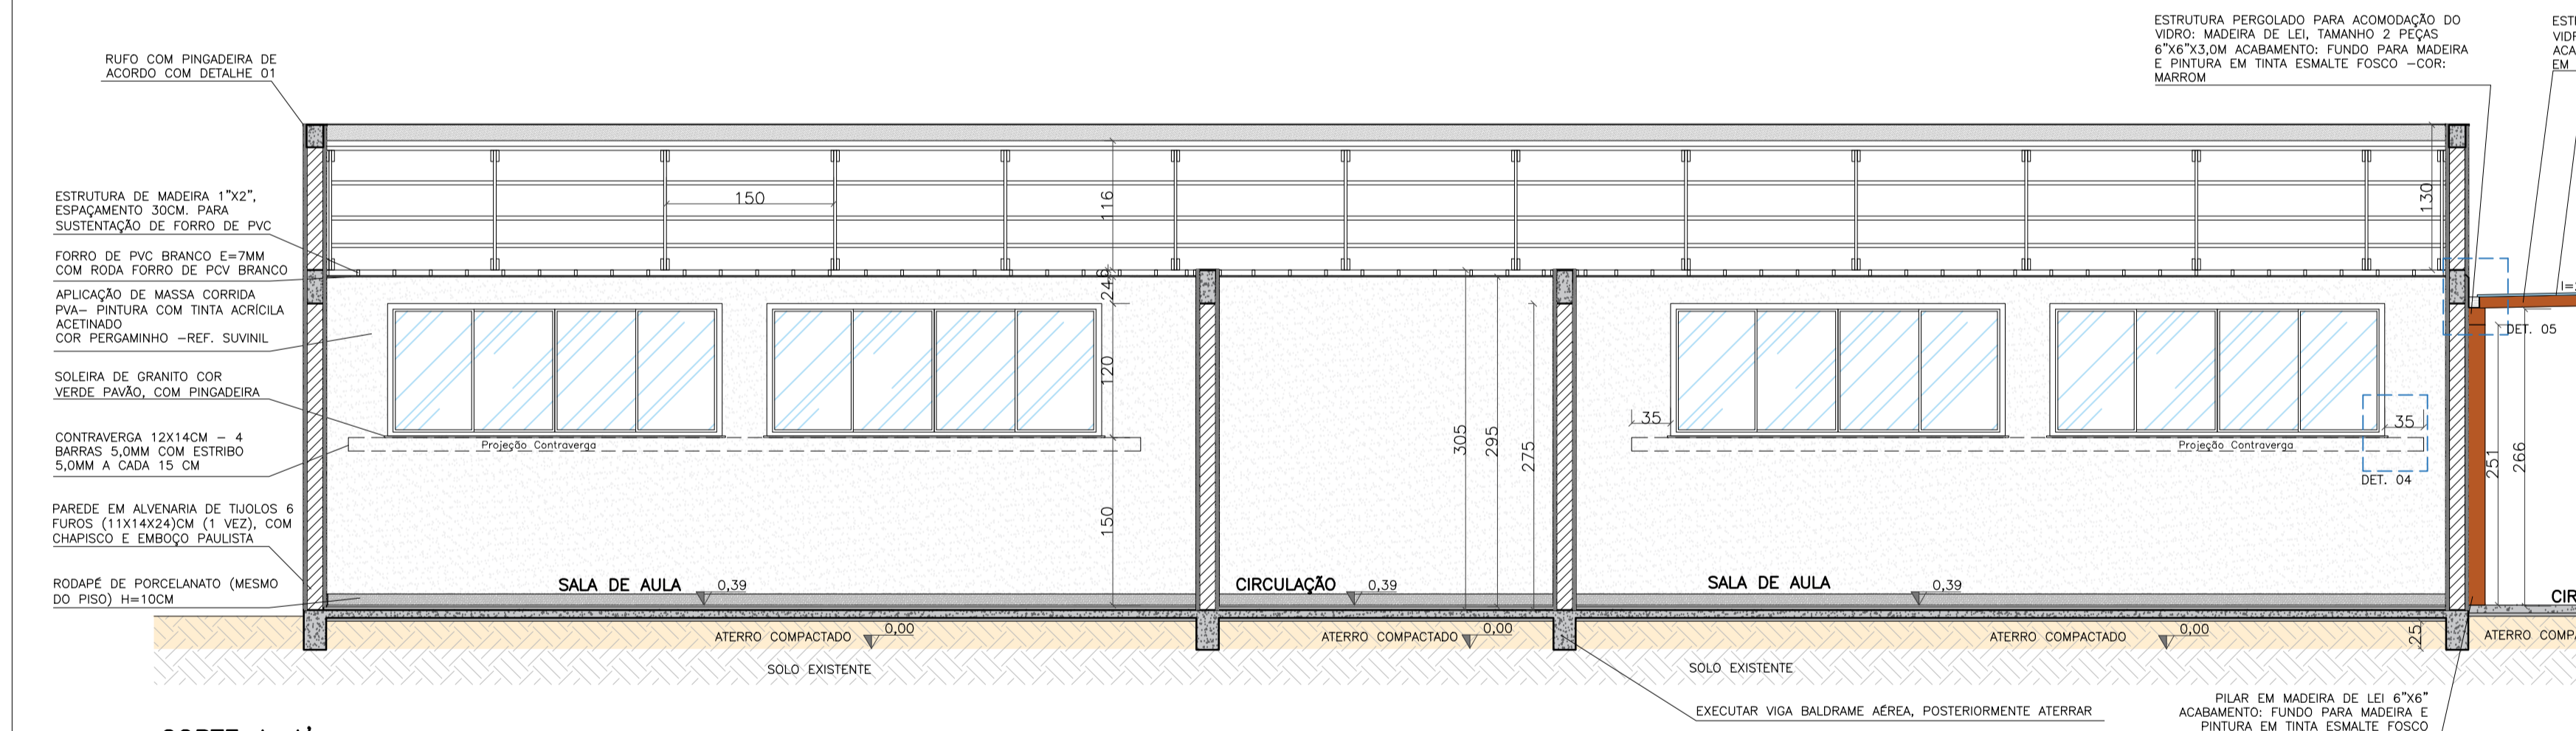 RUFO COM PINGADEIRA DE
ACORDO COM DETALHE 01
ESTRUTURA PERGOLADO PARA ACOMODAÇÃO DO
VIDRO: MADEIRA DE LEI, TAMANHO 2 PEÇAS
6"X6"X3,0M ACABAMENTO: FUNDO PARA MADEIRA
E PINTURA EM TINTA ESMALTE FOSCO –COR:
MARROM
EM
ESTRUTURA DE MADEIRA 1"X2",
ESPAÇAMENTO 30CM. PARA
SUSTENTAÇÃO DE FORRO DE PVC
FORRO DE PVC BRANCO E=7MM
COM RODA FORRO DE PCV BRANCO
APLICAÇÃO DE MASSA CORRIDA
PVA– PINTURA COM TINTA ACRÍCILA
ACETINADO
COR PERGAMINHO –REF. SUVINIL
SOLEIRA DE GRANITO COR
VERDE PAVÃO, COM PINGADEIRA
CONTRAVERGA 12X14CM – 4
BARRAS 5,0MM COM ESTRIBO
5,0MM A CADA 15 CM
PAREDE EM ALVENARIA DE TIJOLOS 6
FUROS (11X14X24)CM (1 VEZ), COM
CHAPISCO E EMBOÇO PAULISTA
RODAPÉ DE PORCELANATO (MESMO
DO PISO) H=10CM
150
116
130
120
150
305
295
275
35
35
251
266
25
Projeção Contraverga
Projeção Contraverga
DET. 05
DET. 04
SALA DE AULA 0,39
CIRCULAÇÃO 0,39
SALA DE AULA 0,39
ATERRO COMPACTADO 0,00
ATERRO COMPACTADO 0,00
ATERRO COMPACTADO 0,00
SOLO EXISTENTE
SOLO EXISTENTE
EXECUTAR VIGA BALDRAME AÉREA, POSTERIORMENTE ATERRAR
PILAR EM MADEIRA DE LEI 6"X6"
ACABAMENTO: FUNDO PARA MADEIRA E
PINTURA EM TINTA ESMALTE FOSCO